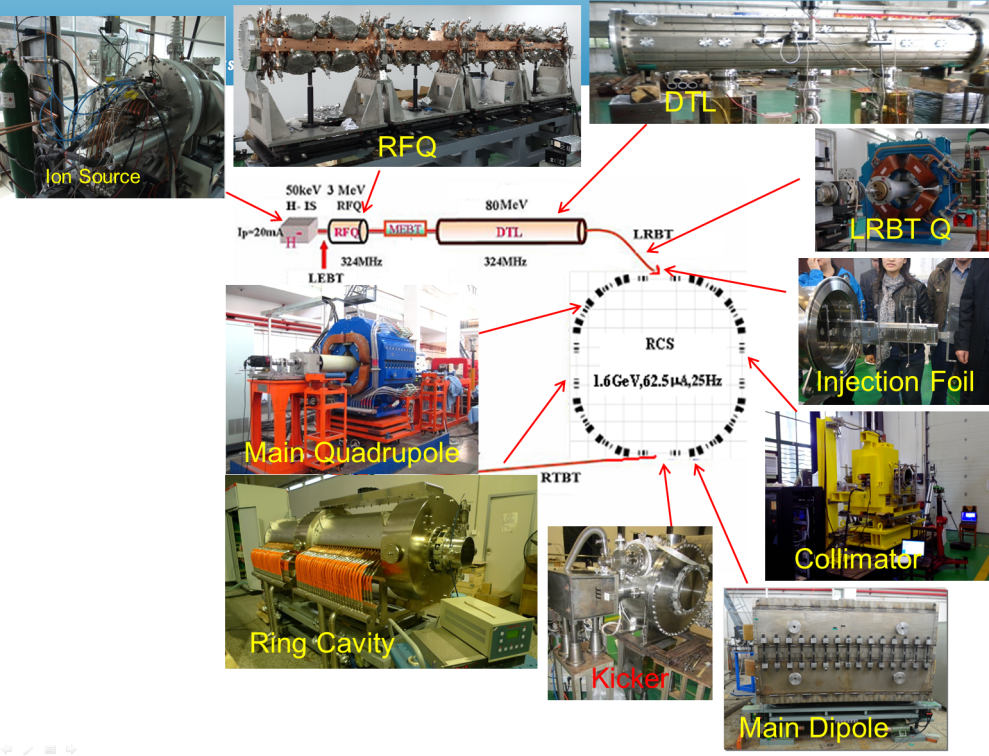 RFQ
DTL
Ion Source
LRBT Q
50keV 3 MeV
H- IS RFQ
80MeV
Ip=20mA
H-
RFQ
MEBT
DTL
LRBT
324MHz
324MHz
LEBT
Injection Foil
RCS
1.6GeV,62.5μA,25Hz
Main Quadrupole
RTBT
Collimator
Ring Cavity
Kicker
Main Dipole